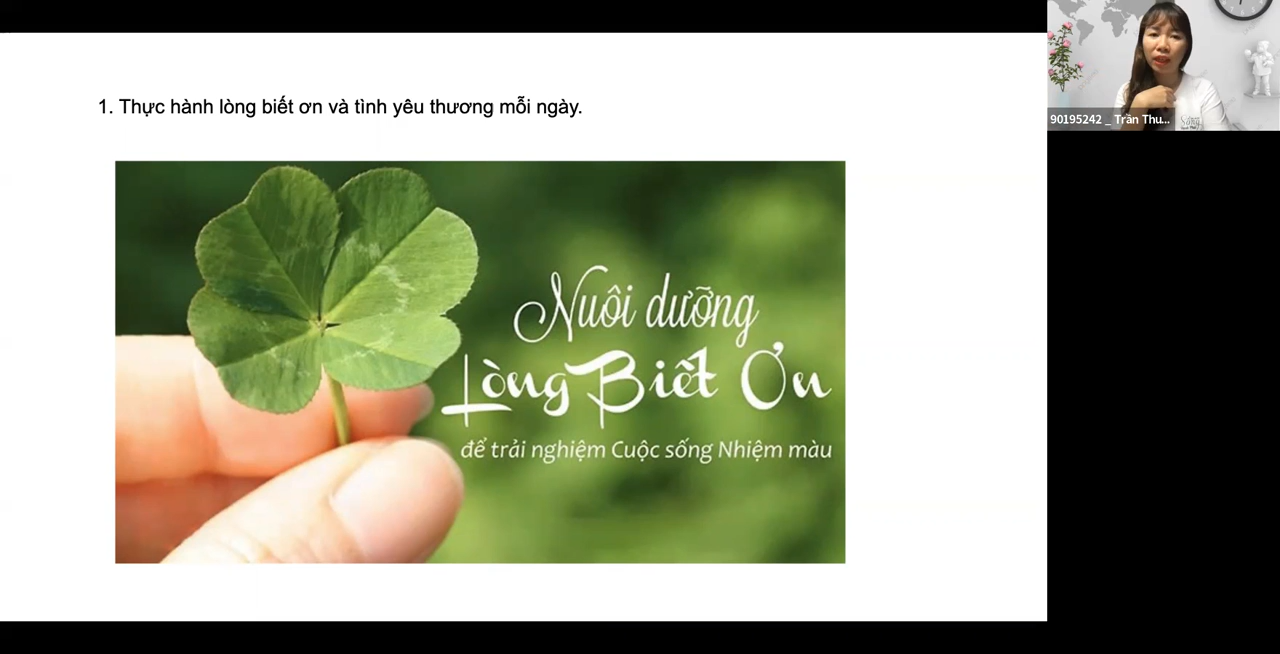 1. Thực hành lòng biết ơn và tình yêu thương mỗi ngày.
Nuôi dưỡng
Lòng Biết Ơn
để trải nghiệm Cuộc sống Nhiệm màu
90195242 _ Trần Thu...